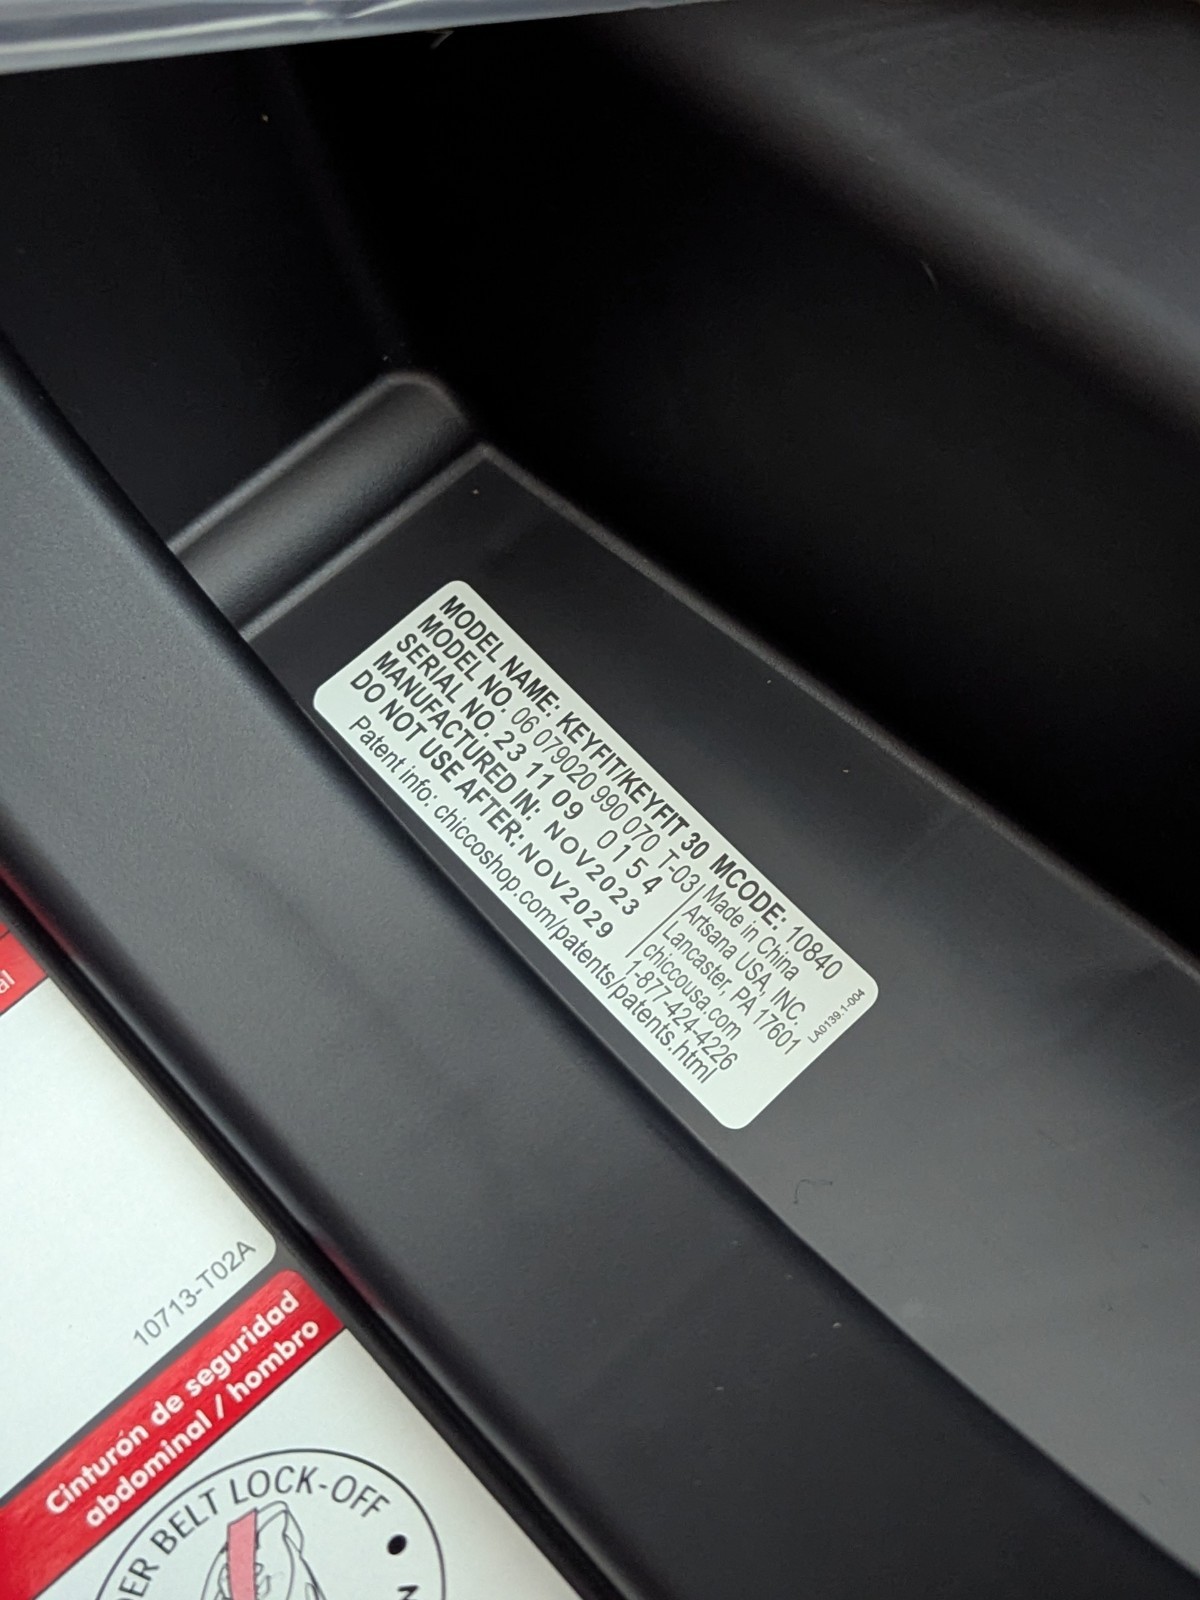 MODEL NAME: KEYFIT/KEYFIT 30 MCODE: 10840
MODEL NO. 06 079020 990 070 T-03
SERIAL NO. 23 11 09 0154
MANUFACTURED IN: NOV2023
DO NOT USE AFTER: NOV2029
Patent info: chiccoshop.com/patents/patents.html
Made in China
Artsana USA, INC.
Lancaster, PA 17601
chiccousa.com
1-877-424-4226
LA0139.1-004
al
10713-T02A
Cinturón de seguridad
abdominal / hombro
DER BELT LOCK-OFF •